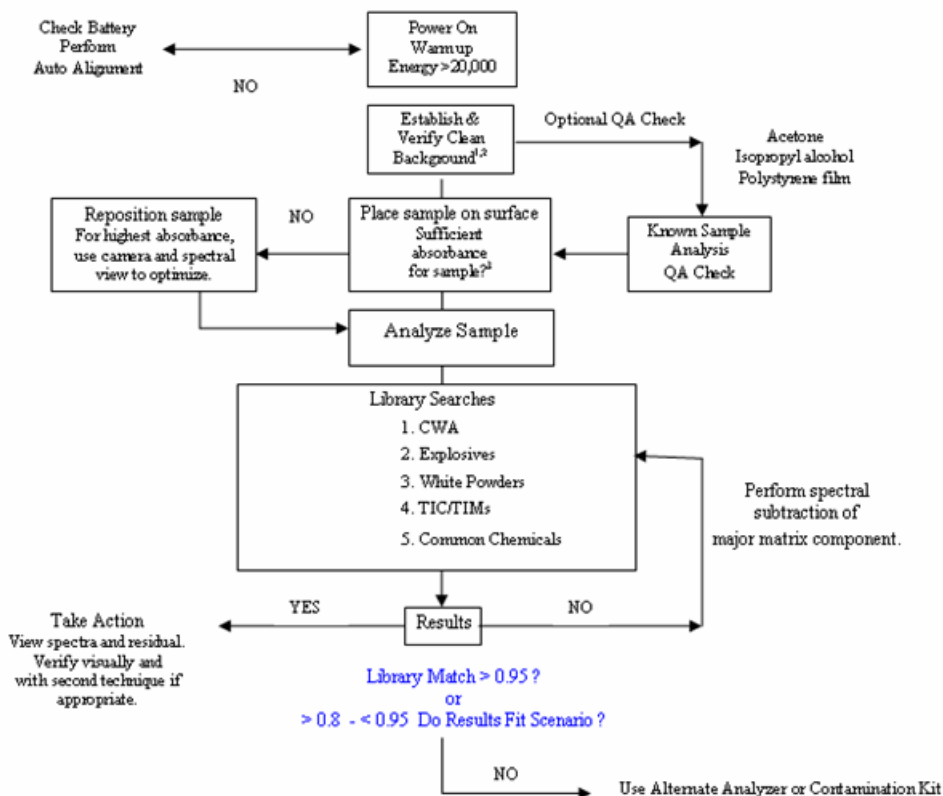 Check Battery
Perform
Auto Alignment
NO
Power On
Warmup
Energy >20,000
Establish &
Verify Clean
Background1,2
Optional QA Check
Acetone
Isopropyl alcohol
Polystyrene film
Reposition sample
For highest absorbance,
use camera and spectral
view to optimize.
NO
Place sample on surface
Sufficient
absorbance
for sample?3
Known Sample
Analysis
QA Check
Analyze Sample
Library Searches
1. CWA
2. Explosives
3. White Powders
4. TIC/TIMs
5. Common Chemicals
Perform spectral
subtraction of
major matrix component.
YES
Results
NO
Take Action
View spectra and residual.
Verify visually and
with second technique if
appropriate.
Library Match > 0.95 ?
or
> 0.8 - < 0.95 Do Results Fit Scenario ?
NO
Use Alternate Analyzer or Contamination Kit